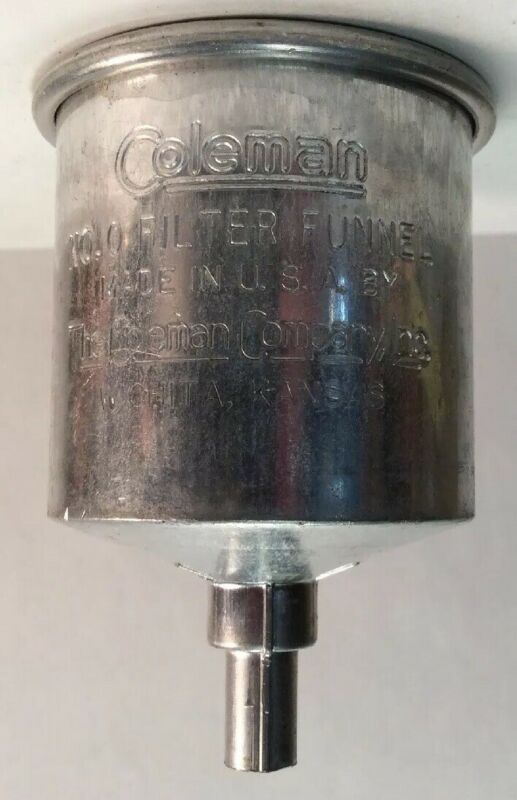 Coleman
NO. 0 FILTER FUNNEL
MADE IN U. S. A. BY
The Coleman Company, Inc.
WICHITA, KANSAS